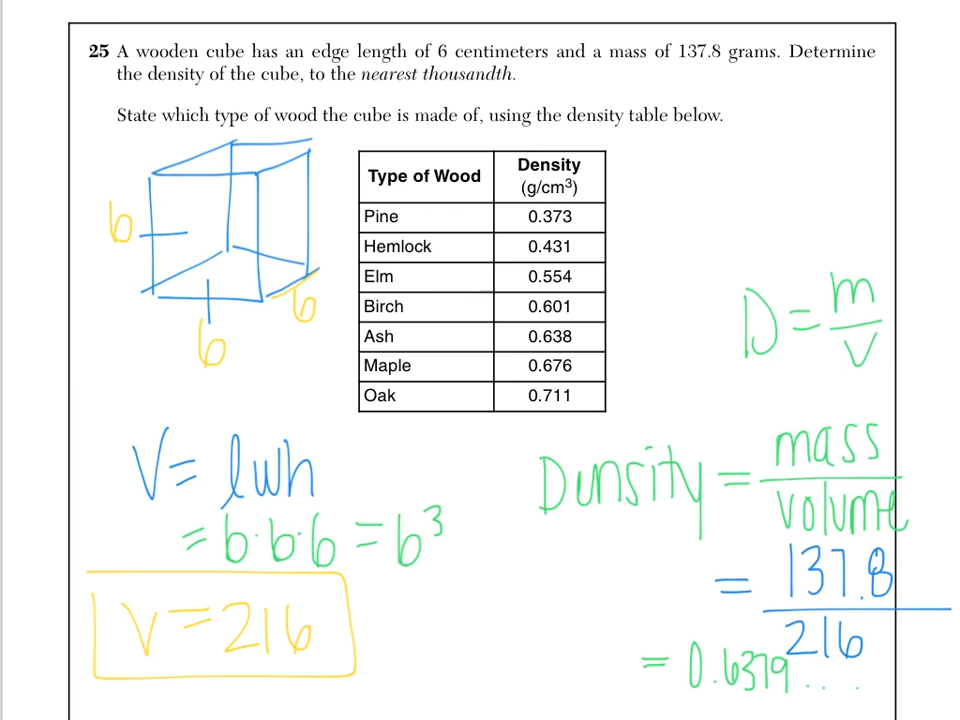 25 A wooden cube has an edge length of 6 centimeters and a mass of 137.8 grams. Determine
the density of the cube, to the nearest thousandth.
State which type of wood the cube is made of, using the density table below.
Type of Wood Density (g/cm³)
Pine 0.373
Hemlock 0.431
Elm 0.554
Birch 0.601
Ash 0.638
Maple 0.676
Oak 0.711
6
6
6
D = m/v
V = lwh
= 6·6·6 = 6³
V = 216
Density = mass/volume
= 137.8/216
= 0.6379....